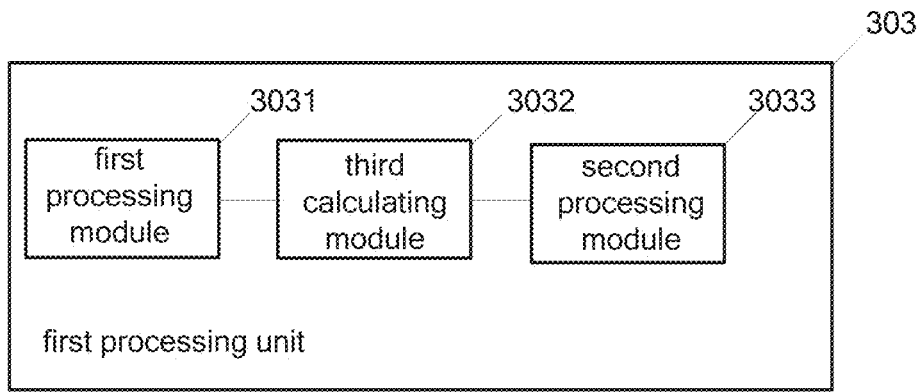 303
3031
3032
3033
first
processing
module
third
calculating
module
second
processing
module
first processing unit